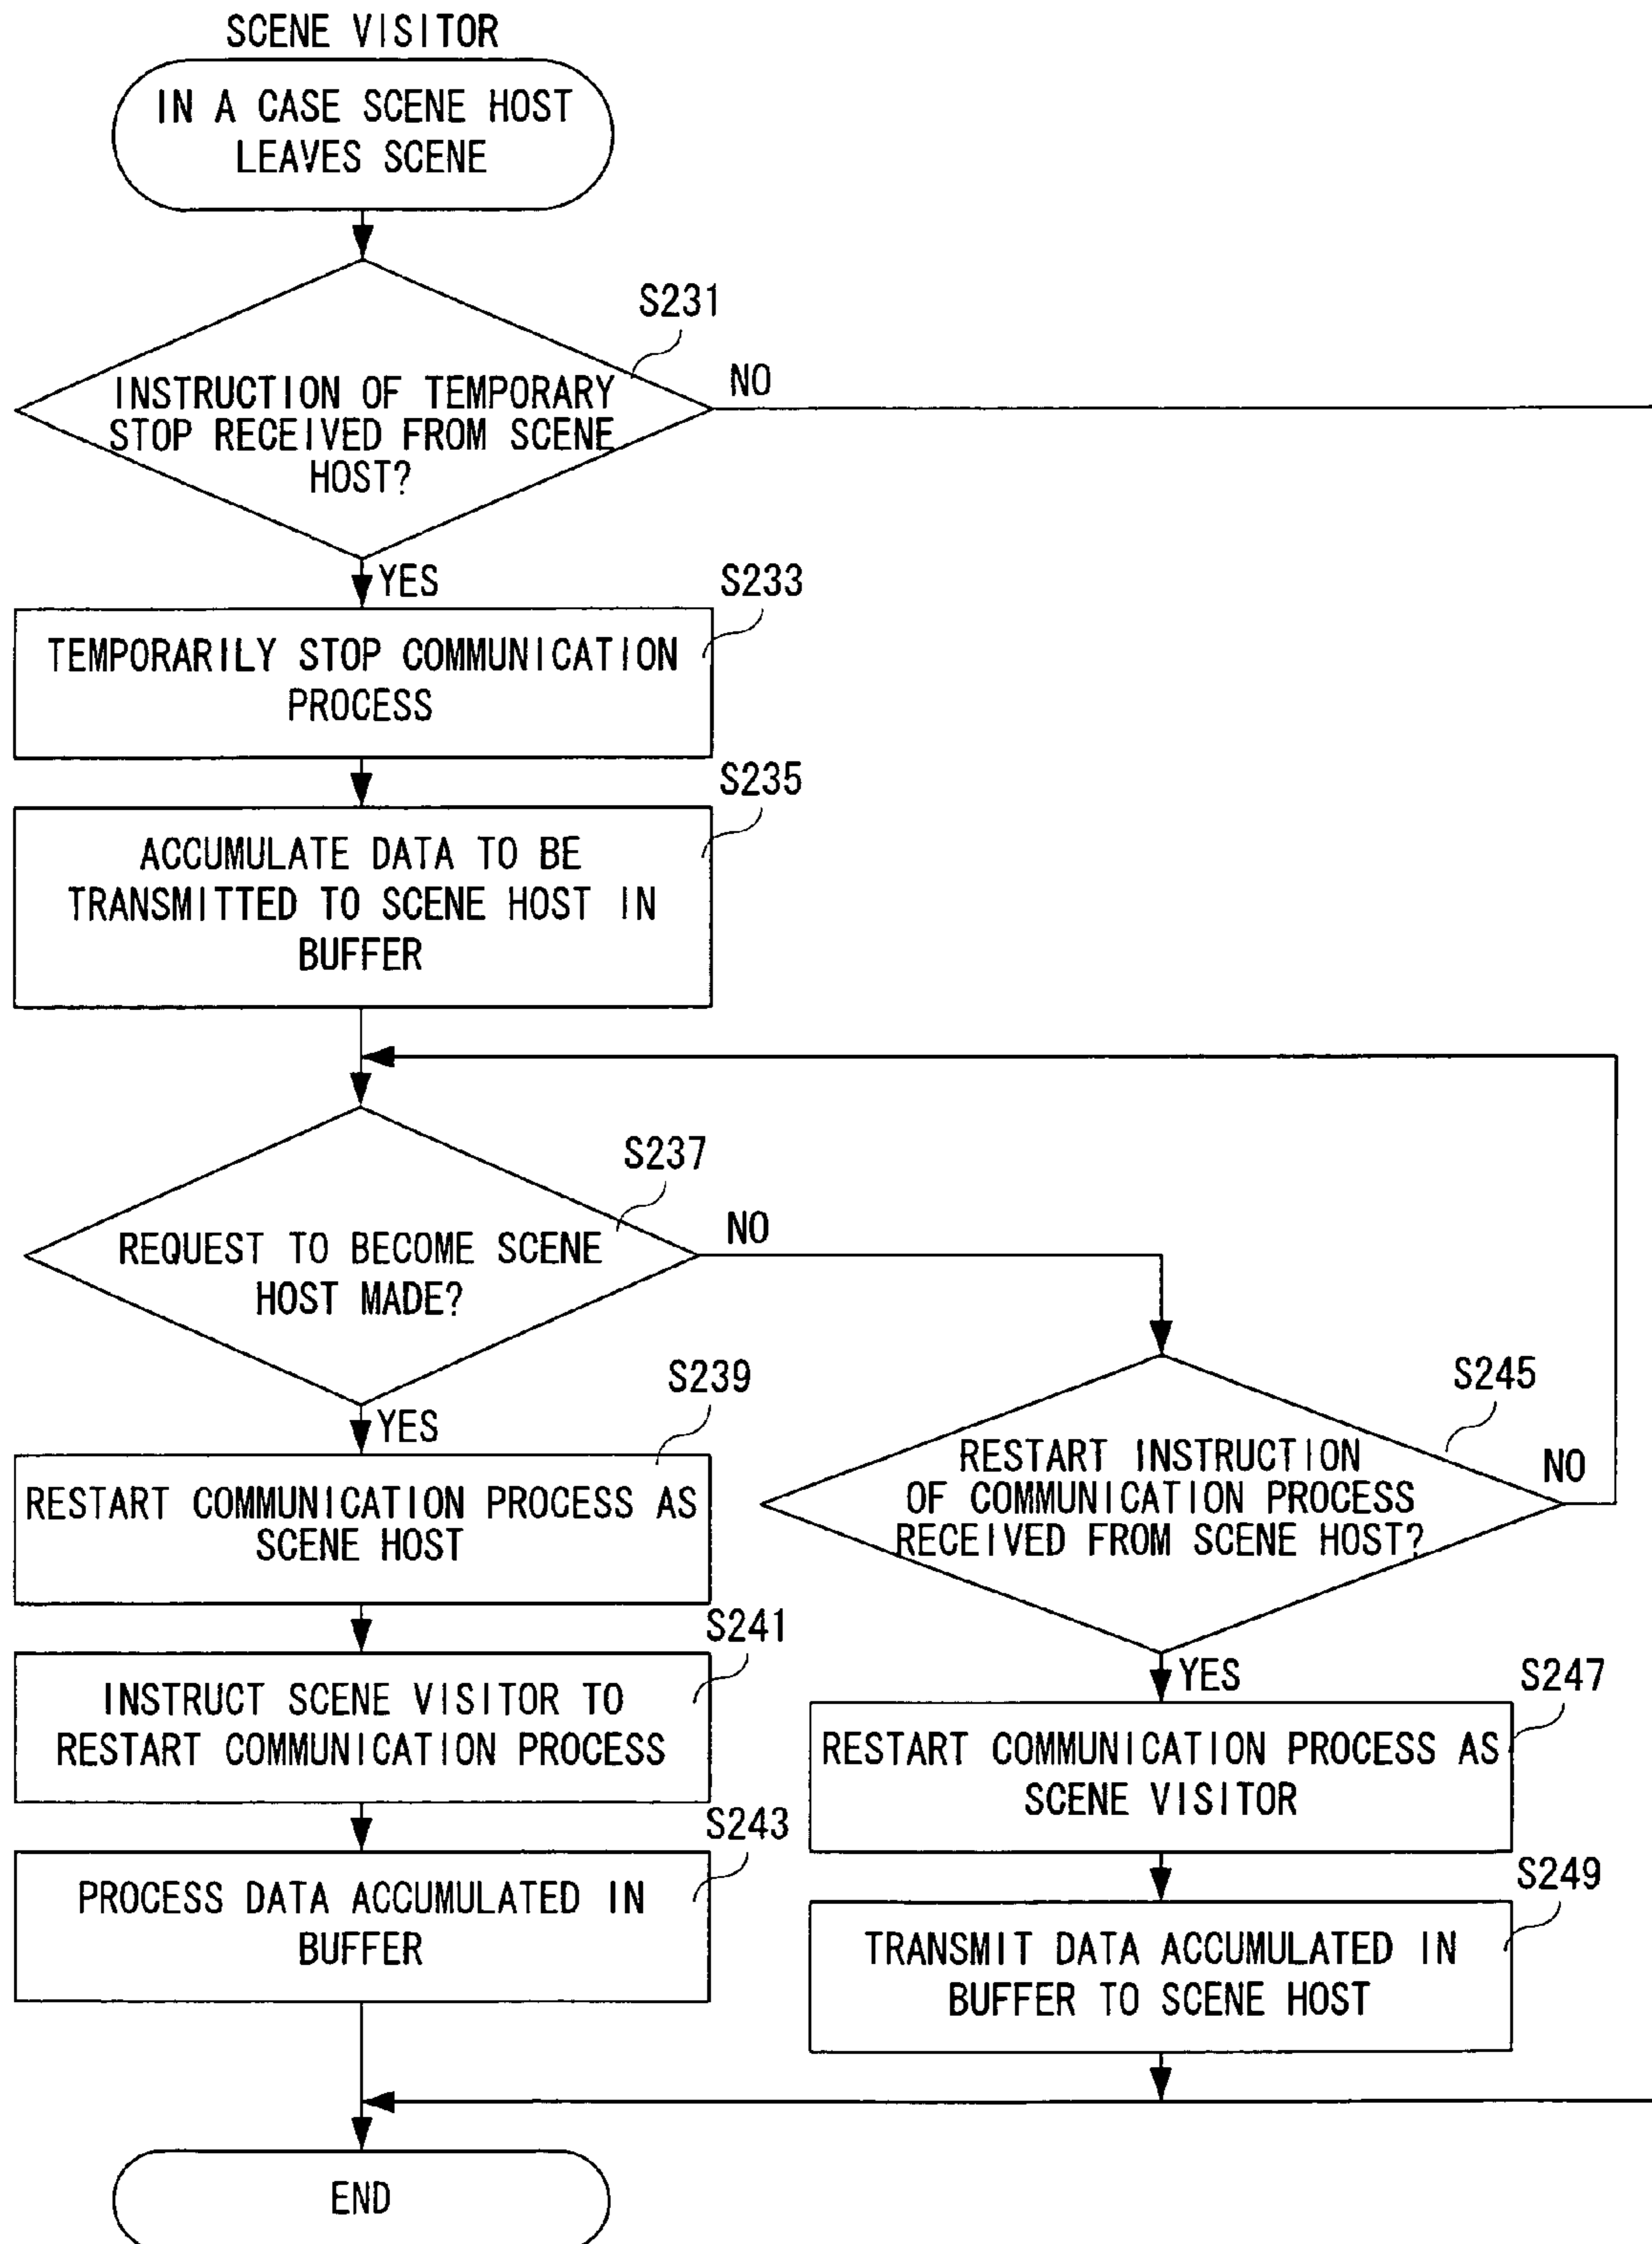 SCENE VISITOR
IN A CASE SCENE HOST
LEAVES SCENE
S231
INSTRUCTION OF TEMPORARY
STOP RECEIVED FROM SCENE
HOST?
NO
YES
S233
TEMPORARILY STOP COMMUNICATION
PROCESS
S235
ACCUMULATE DATA TO BE
TRANSMITTED TO SCENE HOST IN
BUFFER
S237
REQUEST TO BECOME SCENE
HOST MADE?
NO
YES
S239
RESTART COMMUNICATION PROCESS AS
SCENE HOST
S241
INSTRUCT SCENE VISITOR TO
RESTART COMMUNICATION PROCESS
S243
PROCESS DATA ACCUMULATED IN
BUFFER
S245
RESTART INSTRUCTION
OF COMMUNICATION PROCESS
RECEIVED FROM SCENE HOST?
NO
YES
S247
RESTART COMMUNICATION PROCESS AS
SCENE VISITOR
S249
TRANSMIT DATA ACCUMULATED IN
BUFFER TO SCENE HOST
END